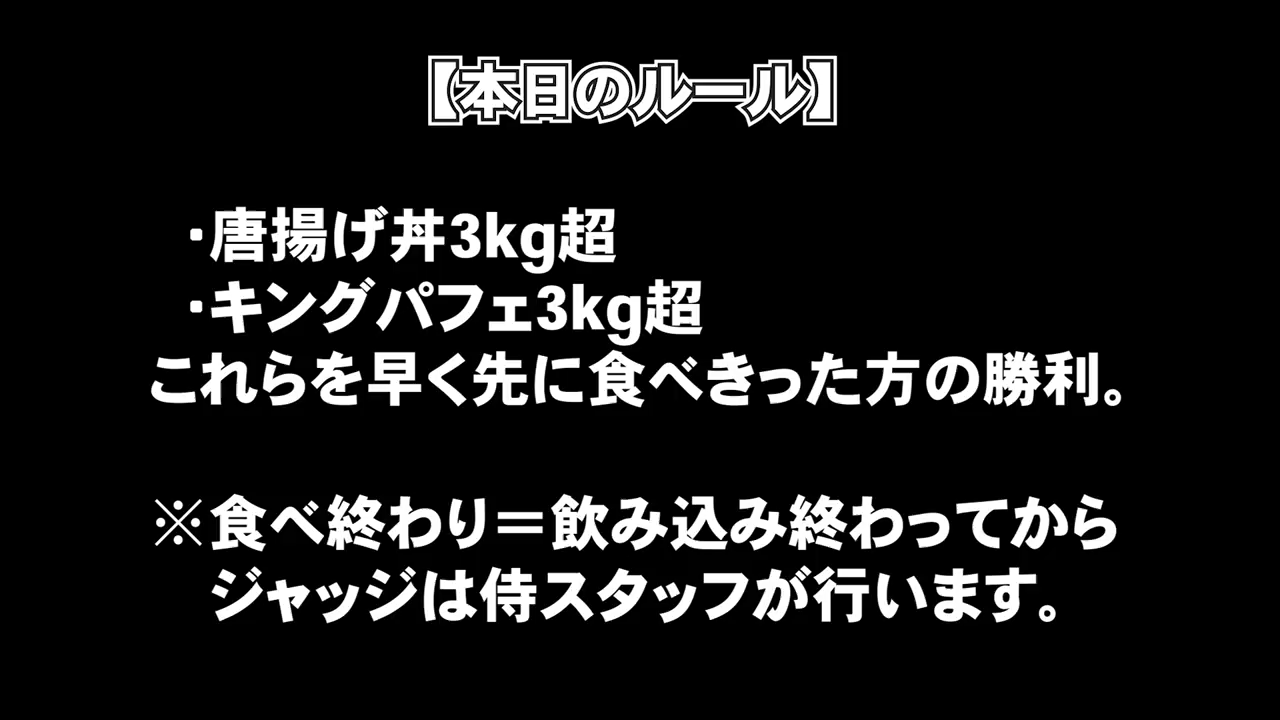 【本日のルール】
・唐揚げ丼3kg超
・キングパフェ3kg超
これらを早く先に食べきった方の勝利。
※食べ終わり＝飲み込み終わってから
ジャッジは侍スタッフが行います。